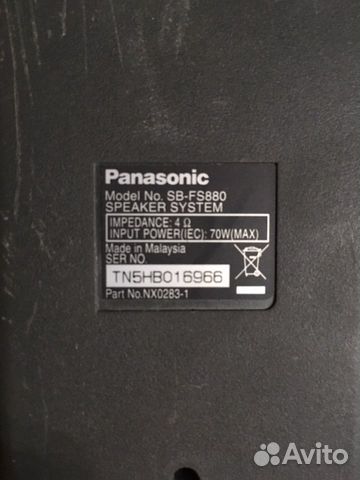 Panasonic
Model No. SB-FS880
SPEAKER SYSTEM
IMPEDANCE: 4 Ω
INPUT POWER(IEC): 70W(MAX)
Made in Malaysia
SER NO.
TN5HB016966
Part No.NX0283-1
Avito